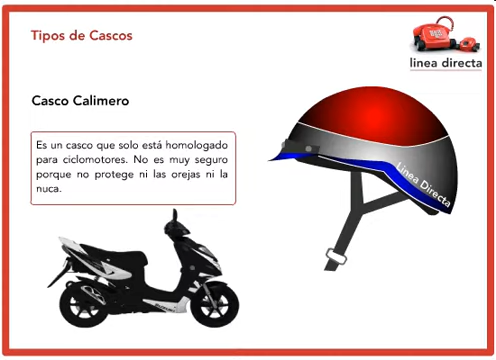 Tipos de Cascos
linea directa
Casco Calimero
Es un casco que solo está homologado
para ciclomotores. No es muy seguro
porque no protege ni las orejas ni la
nuca.
Linea Directa